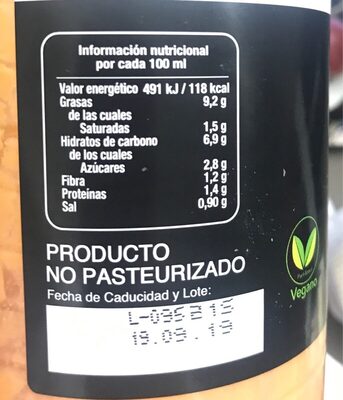 Información nutricional
por cada 100 ml
Valor energético 491 kJ / 118 kcal
Grasas 9,2 g
de las cuales
Saturadas 1,5 g
Hidratos de carbono 6,9 g
de los cuales
Azúcares 2,8 g
Fibra 1,2 g
Proteínas 1,4 g
Sal 0,90 g
PRODUCTO
NO PASTEURIZADO
Fecha de Caducidad y Lote:
Vegano
19.09.19